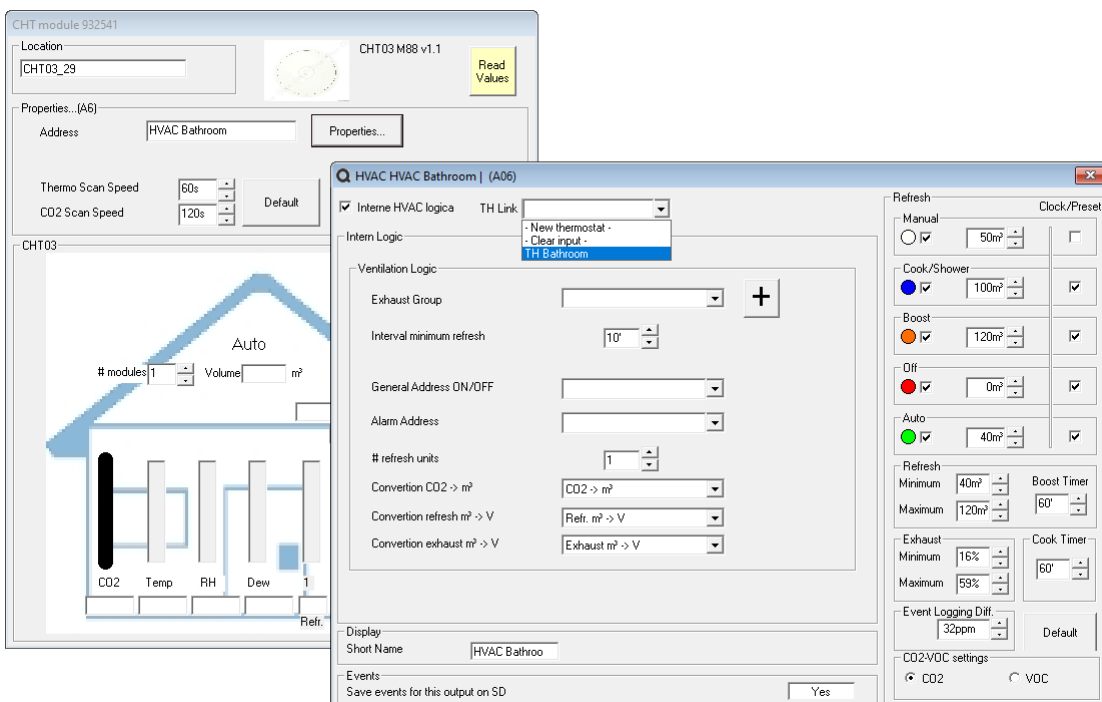 CHT module 932541
Location
CHT03_29
CHT03 M88 v1.1
Read
Values
Properties...(A6)
Address
HVAC Bathroom
Properties...
Thermo Scan Speed
60s
CO2 Scan Speed
120s
Default
CHT03
Auto
# modules
1
Volume
m³
CO2
Temp
RH
Dew
1
Refr.
HVAC HVAC Bathroom | (A06)
Interne HVAC logica
TH Link
- New thermostat -
- Clear input -
TH Bathroom
Intern Logic
Ventilation Logic
Exhaust Group
+
Interval minimum refresh
10'
General Address ON/OFF
Alarm Address
# refresh units
1
Convertion CO2 -> m³
CO2 -> m³
Convertion refresh m³ -> V
Refr. m³ -> V
Convertion exhaust m³ -> V
Exhaust m³ -> V
Display
Short Name
HVAC Bathroo
Events
Save events for this output on SD
Yes
Refresh
Clock/Preset
Manual
50m³
Cook/Shower
100m³
Boost
120m³
Off
0m³
Auto
40m³
Refresh
Minimum
40m³
Boost Timer
Maximum
120m³
60'
Exhaust
Cook Timer
Minimum
16%
60'
Maximum
59%
Event Logging Diff.
32ppm
Default
CO2-VOC settings
CO2
VOC